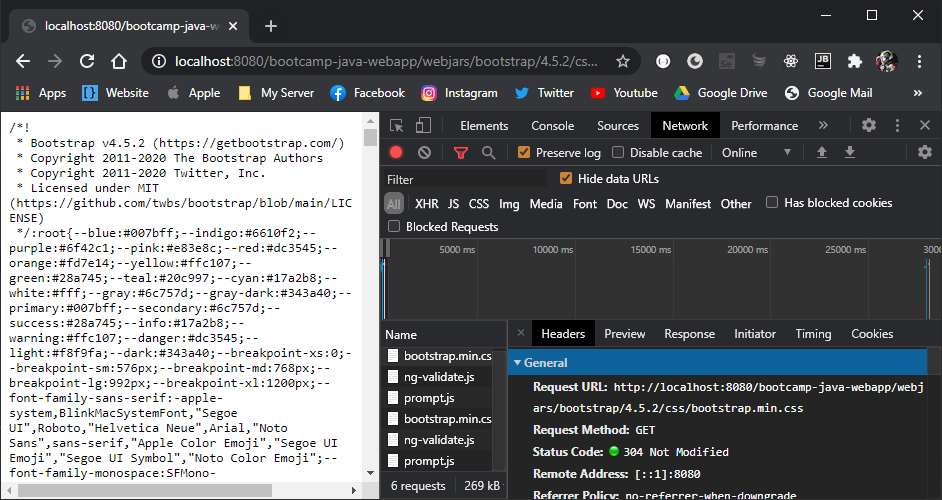 localhost:8080/bootcamp-java-w
localhost:8080/bootcamp-java-webapp/webjars/bootstrap/4.5.2/cs...
Apps Website Apple My Server Facebook Instagram Twitter Youtube Google Drive Google Mail »
/*!
* Bootstrap v4.5.2 (https://getbootstrap.com/)
* Copyright 2011-2020 The Bootstrap Authors
* Copyright 2011-2020 Twitter, Inc.
* Licensed under MIT
(https://github.com/twbs/bootstrap/blob/main/LIC
ENSE)
*/:root{--blue:#007bff;--indigo:#6610f2;--
purple:#6f42c1;--pink:#e83e8c;--red:#dc3545;--
orange:#fd7e14;--yellow:#ffc107;--
green:#28a745;--teal:#20c997;--cyan:#17a2b8;--
white:#fff;--gray:#6c757d;--gray-dark:#343a40;--
primary:#007bff;--secondary:#6c757d;--
success:#28a745;--info:#17a2b8;--
warning:#ffc107;--danger:#dc3545;--
light:#f8f9fa;--dark:#343a40;--breakpoint-xs:0;-
-breakpoint-sm:576px;--breakpoint-md:768px;--
breakpoint-lg:992px;--breakpoint-xl:1200px;--
font-family-sans-serif:-apple-
system,BlinkMacSystemFont,"Segoe
UI",Roboto,"Helvetica Neue",Arial,"Noto
Sans",sans-serif,"Apple Color Emoji","Segoe UI
Emoji","Segoe UI Symbol","Noto Color Emoji";--
font-family-monospace:SFMono-
Elements Console Sources Network Performance »
Preserve log Disable cache Online
Filter Hide data URLs
All XHR JS CSS Img Media Font Doc WS Manifest Other Has blocked cookies
Blocked Requests
5000 ms 10000 ms 15000 ms 20000 ms 25000 ms 3000
Name
bootstrap.min.cs
ng-validate.js
prompt.js
bootstrap.min.cs
ng-validate.js
prompt.js
6 requests 269 kB
Headers Preview Response Initiator Timing Cookies
General
Request URL: http://localhost:8080/bootcamp-java-webapp/webj
ars/bootstrap/4.5.2/css/bootstrap.min.css
Request Method: GET
Status Code: 304 Not Modified
Remote Address: [::1]:8080
Referrer Policy: no-referrer-when-downgrade